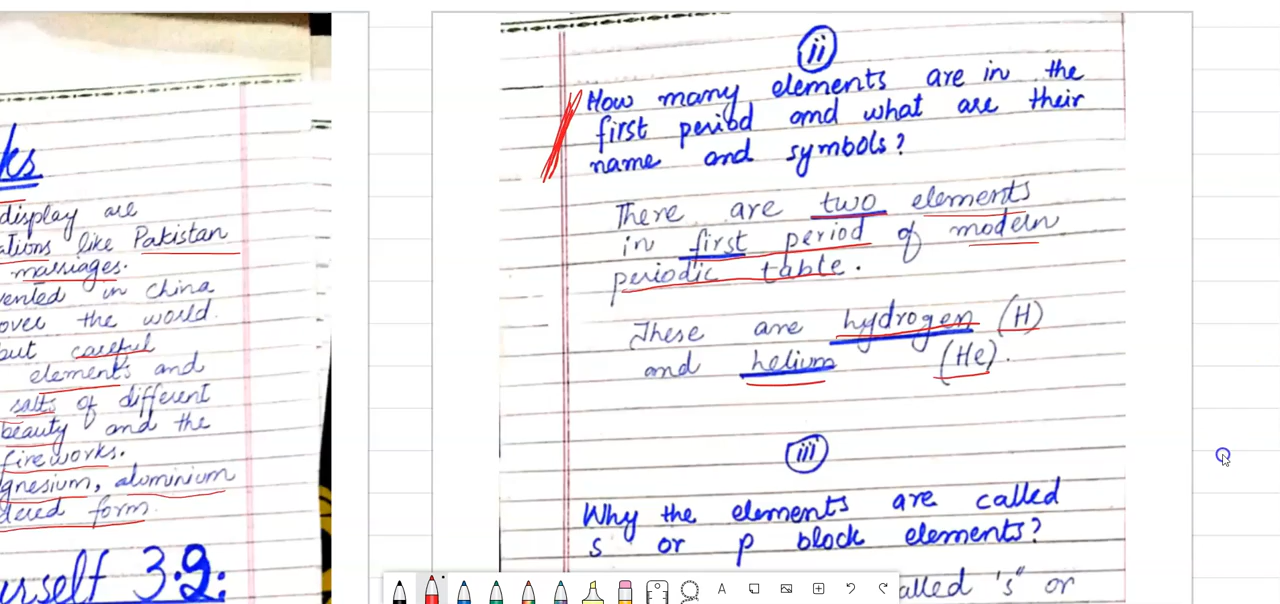 ks
display are
ations like Pakistan
marriages.
vented in china
over the world.
but careful
elements and
salts of different
beauty and the
fireworks.
gnesium, aluminium
dered form.
urself 3.2:
ii
How many elements are in the
first period and what are their
name and symbols?
There are two elements
in first period of modern
periodic table.
These are hydrogen (H)
and helium (He).
iii
Why the elements are called
s or p block elements?
alled 's" or
A